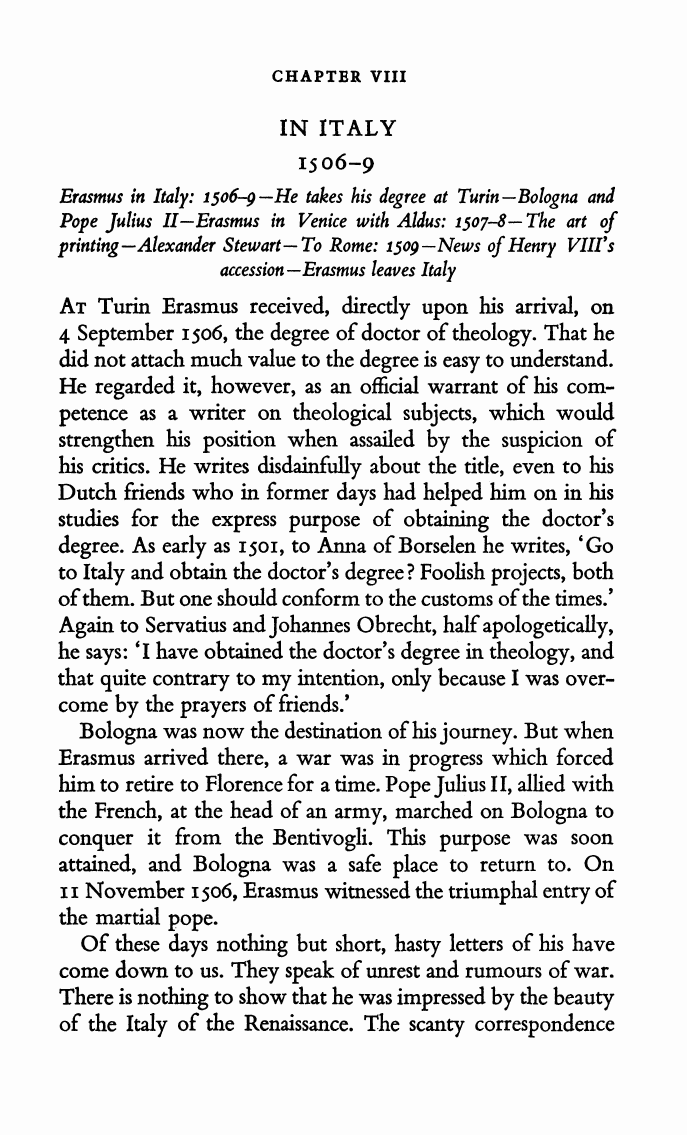 CHAPTER VIII
IN ITALY
1506–9
Erasmus in Italy: 1506–9—He takes his degree at Turin—Bologna and
Pope Julius II—Erasmus in Venice with Aldus: 1507–8—The art of
printing—Alexander Stewart—To Rome: 1509—News of Henry VIII's
accession—Erasmus leaves Italy
AT Turin Erasmus received, directly upon his arrival, on
4 September 1506, the degree of doctor of theology. That he
did not attach much value to the degree is easy to understand.
He regarded it, however, as an official warrant of his com-
petence as a writer on theological subjects, which would
strengthen his position when assailed by the suspicion of
his critics. He writes disdainfully about the title, even to his
Dutch friends who in former days had helped him on in his
studies for the express purpose of obtaining the doctor's
degree. As early as 1501, to Anna of Borselen he writes, ‘Go
to Italy and obtain the doctor's degree? Foolish projects, both
of them. But one should conform to the customs of the times.’
Again to Servatius and Johannes Obrecht, half apologetically,
he says: ‘I have obtained the doctor's degree in theology, and
that quite contrary to my intention, only because I was over-
come by the prayers of friends.’
Bologna was now the destination of his journey. But when
Erasmus arrived there, a war was in progress which forced
him to retire to Florence for a time. Pope Julius II, allied with
the French, at the head of an army, marched on Bologna to
conquer it from the Bentivogli. This purpose was soon
attained, and Bologna was a safe place to return to. On
11 November 1506, Erasmus witnessed the triumphal entry of
the martial pope.
Of these days nothing but short, hasty letters of his have
come down to us. They speak of unrest and rumours of war.
There is nothing to show that he was impressed by the beauty
of the Italy of the Renaissance. The scanty correspondence